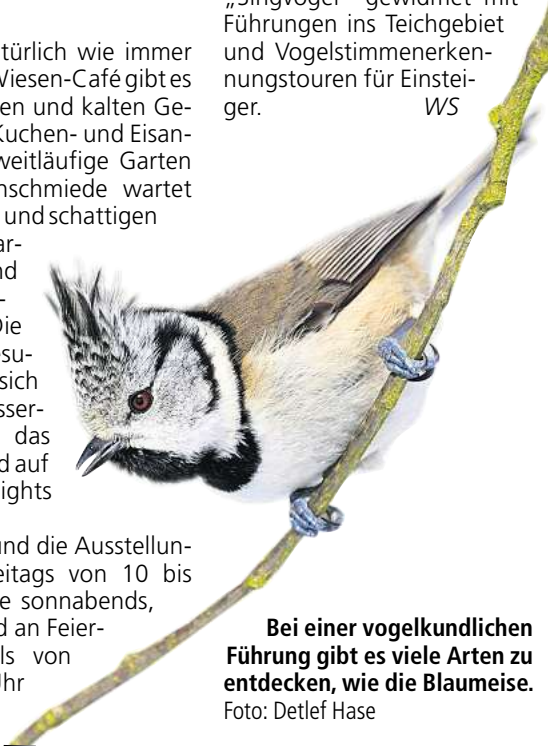 türlich wie immer
Wiesen-Café gibt es
en und kalten Ge-
Kuchen- und Eisan-
weitläufige Garten
nschmiede wartet
und schattigen
ar-
nd
-
Die
esu-
sich
sser-
das
d auf
ights
und die Ausstellun-
eitags von 10 bis
e sonnabends,
d an Feier-
ls von
Uhr
„Singvögel“ gewidmet mit
Führungen ins Teichgebiet
und Vogelstimmenerken-
nungstouren für Einstei-
ger. WS
Bei einer vogelkundlichen
Führung gibt es viele Arten zu
entdecken, wie die Blaumeise.
Foto: Detlef Hase